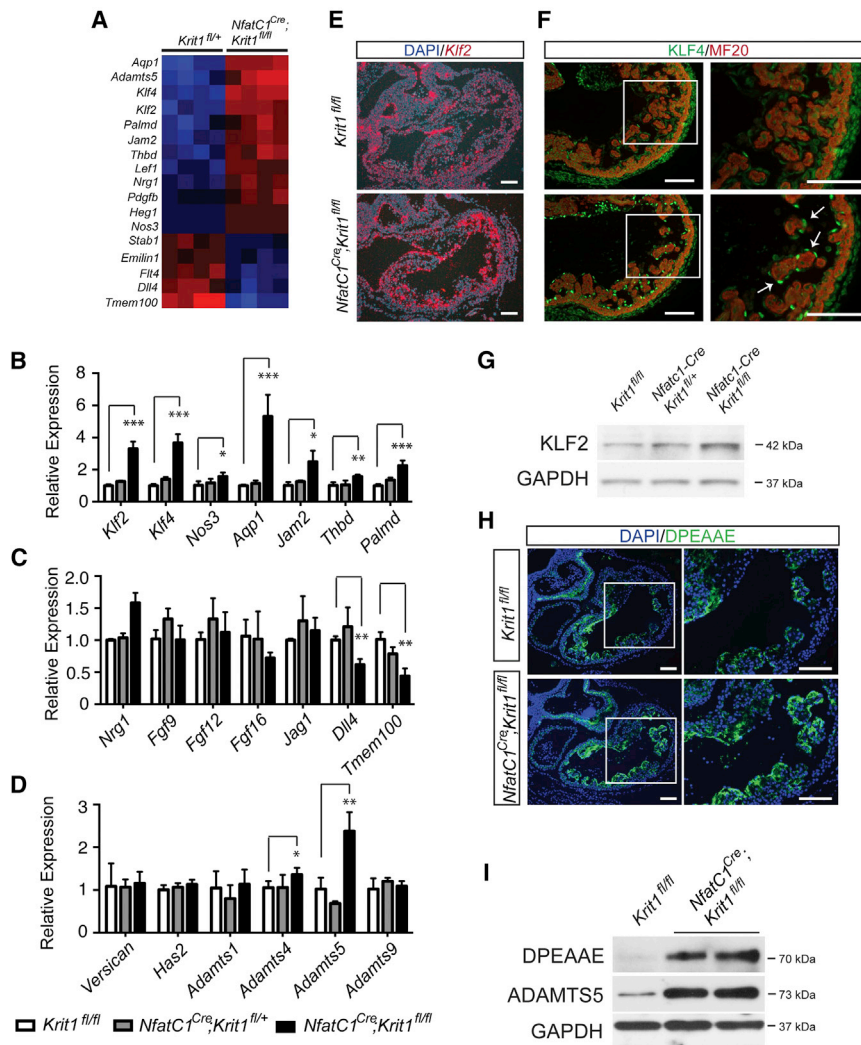 A
Krit1 fl/+
NfatC1Cre;
Krit1 fl/fl
Aqp1
Adamts5
Klf4
Klf2
Palmd
Jam2
Thbd
Lef1
Nrg1
Pdgfb
Heg1
Nos3
Stab1
Emilin1
Flt4
Dll4
Tmem100
B
Relative Expression
8
6
4
2
0
***
***
*
***
*
**
***
Klf2
Klf4
Nos3
Aqp1
Jam2
Thbd
Palmd
C
Relative Expression
2.0
1.5
1.0
0.5
0
**
**
Nrg1
Fgf9
Fgf12
Fgf16
Jag1
Dll4
Tmem100
D
Relative Expression
3
2
1
0
*
**
Versican
Has2
Adamts1
Adamts4
Adamts5
Adamts9
Krit1 fl/fl
NfatC1Cre;Krit1fl/+
NfatC1Cre;Krit1fl/fl
E
DAPI/Klf2
Krit1fl/fl
NfatC1Cre;Krit1fl/fl
F
KLF4/MF20
G
Krit1fl/fl
Nfatc1-Cre
Krit1fl/+
Nfatc1-Cre
Krit1fl/fl
KLF2
42 kDa
GAPDH
37 kDa
H
DAPI/DPEAAE
Krit1fl/fl
NfatC1Cre;Krit1fl/fl
I
Krit1fl/fl
NfatC1Cre;
Krit1fl/fl
DPEAAE
70 kDa
ADAMTS5
73 kDa
GAPDH
37 kDa